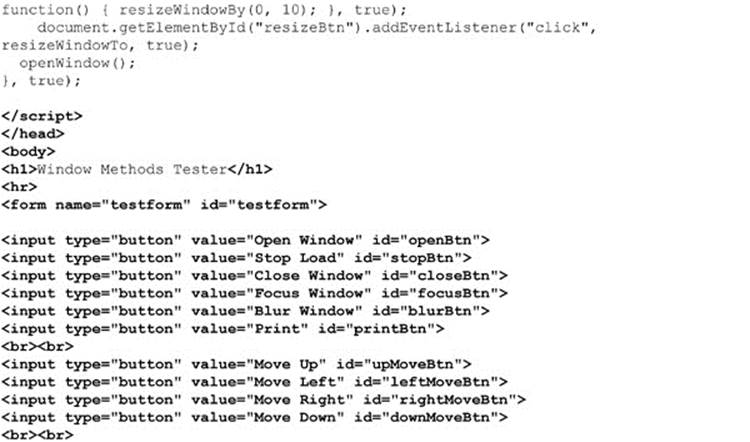 function() { resizeWindowBy(0, 10); }, true);
    document.getElementById("resizeBtn").addEventListener("click",
resizeWindowTo, true);
  openWindow();
}, true);

</script>
</head>
<body>
<h1>Window Methods Tester</h1>
<hr>
<form name="testform" id="testform">

<input type="button" value="Open Window" id="openBtn">
<input type="button" value="Stop Load" id="stopBtn">
<input type="button" value="Close Window" id="closeBtn">
<input type="button" value="Focus Window" id="focusBtn">
<input type="button" value="Blur Window" id="blurBtn">
<input type="button" value="Print" id="printBtn">
<br><br>
<input type="button" value="Move Up" id="upMoveBtn">
<input type="button" value="Move Left" id="leftMoveBtn">
<input type="button" value="Move Right" id="rightMoveBtn">
<input type="button" value="Move Down" id="downMoveBtn">
<br><br>